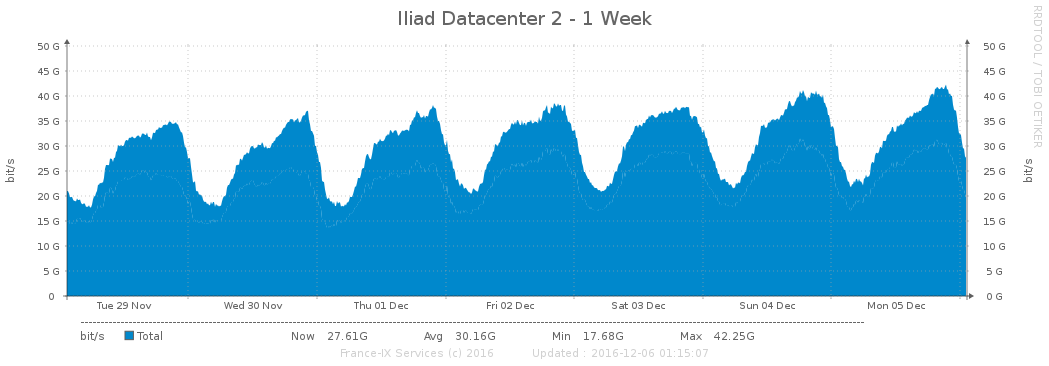 Iliad Datacenter 2 - 1 Week
RRDTOOL / TOBI OETIKER
bit/s
50 G
45 G
40 G
35 G
30 G
25 G
20 G
15 G
10 G
5 G
0
50 G
45 G
40 G
35 G
30 G
25 G
20 G
15 G
10 G
5 G
0 G
bit/s
Tue 29 Nov Wed 30 Nov Thu 01 Dec Fri 02 Dec Sat 03 Dec Sun 04 Dec Mon 05 Dec
bit/s Total Now 27.61G Avg 30.16G Min 17.68G Max 42.25G
France-IX Services (c) 2016 Updated : 2016-12-06 01:15:07